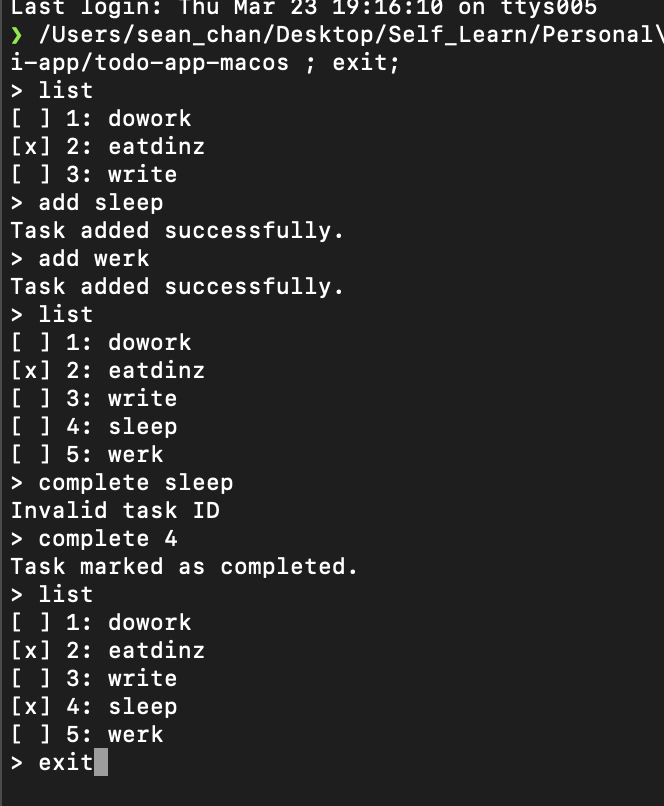 Last login: Thu Mar 23 19:16:10 on ttys005
❯ /Users/sean_chan/Desktop/Self_Learn/Personal\
i-app/todo-app-macos ; exit;
> list
[ ] 1: dowork
[x] 2: eatdinz
[ ] 3: write
> add sleep
Task added successfully.
> add werk
Task added successfully.
> list
[ ] 1: dowork
[x] 2: eatdinz
[ ] 3: write
[ ] 4: sleep
[ ] 5: werk
> complete sleep
Invalid task ID
> complete 4
Task marked as completed.
> list
[ ] 1: dowork
[x] 2: eatdinz
[ ] 3: write
[x] 4: sleep
[ ] 5: werk
> exit